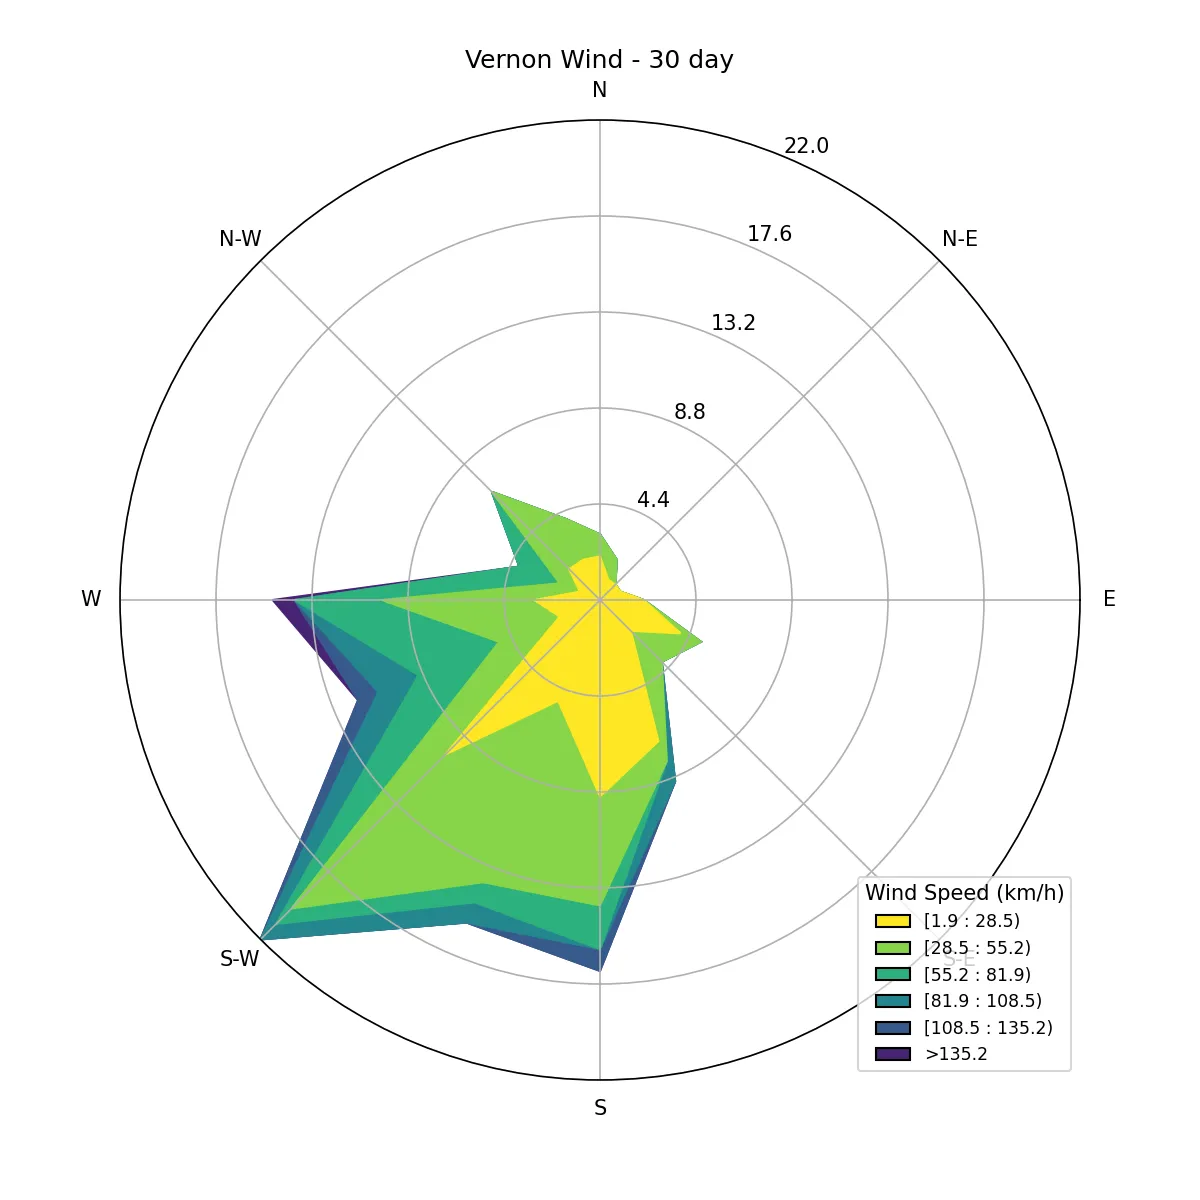 Vernon Wind - 30 day
N
22.0
N-W
17.6
N-E
13.2
8.8
4.4
W
E
S-W
S-E
Wind Speed (km/h)
[1.9 : 28.5)
[28.5 : 55.2)
[55.2 : 81.9)
[81.9 : 108.5)
[108.5 : 135.2)
>135.2
S